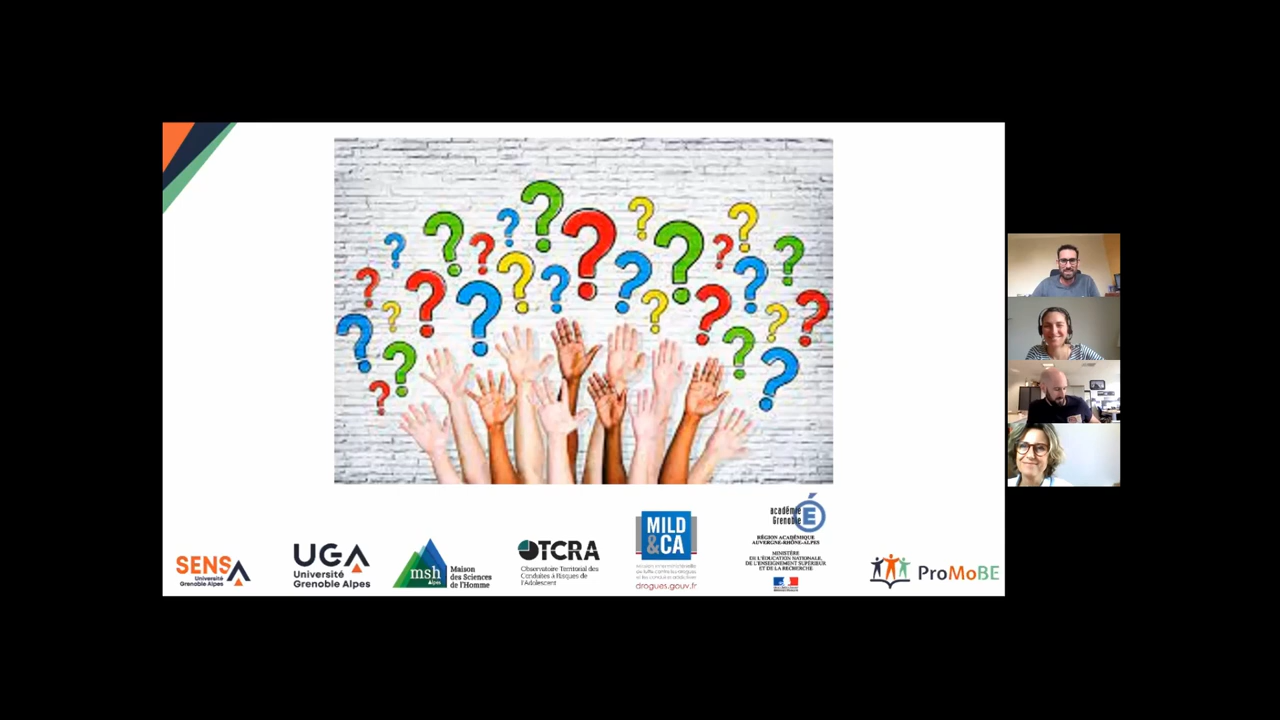 SENS
Université
Grenoble Alpes
UGA
Université
Grenoble Alpes
msh
Alpes
Maison
des Sciences
de l'Homme
OTCRA
Observatoire Territorial des
Conduites à Risques de
l'Adolescent
MILD
&CA
drogues.gouv.fr
académie
Grenoble
RÉGION ACADÉMIQUE
AUVERGNE-RHÔNE-ALPES
MINISTÈRE
DE L'ÉDUCATION NATIONALE,
DE L'ENSEIGNEMENT SUPÉRIEUR
ET DE LA RECHERCHE
ProMoBE